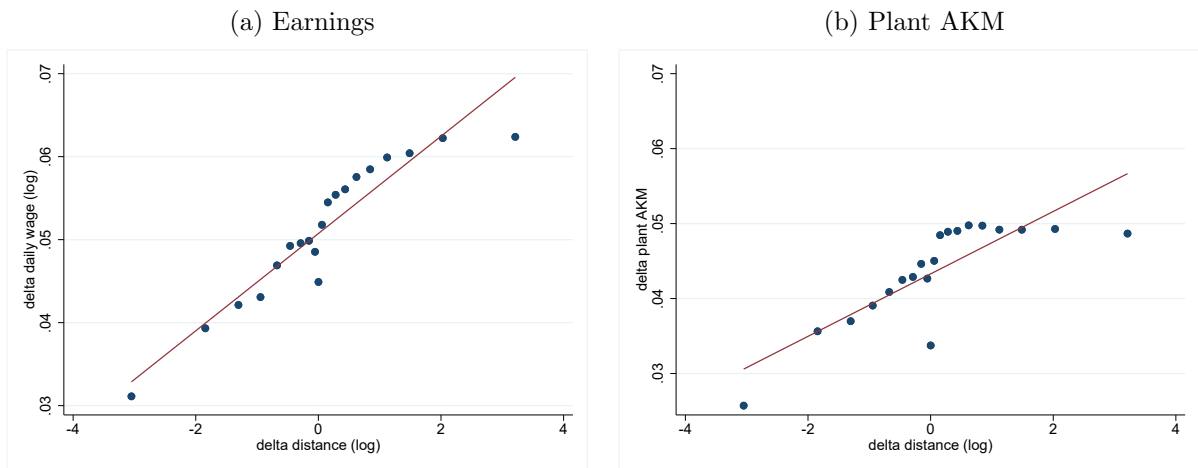 (a) Earnings
.07
.06
.05
.04
.03
delta daily wage (log)
-4 -2 0 2 4
delta distance (log)
(b) Plant AKM
.07
.06
.05
.04
.03
delta plant AKM
-4 -2 0 2 4
delta distance (log)